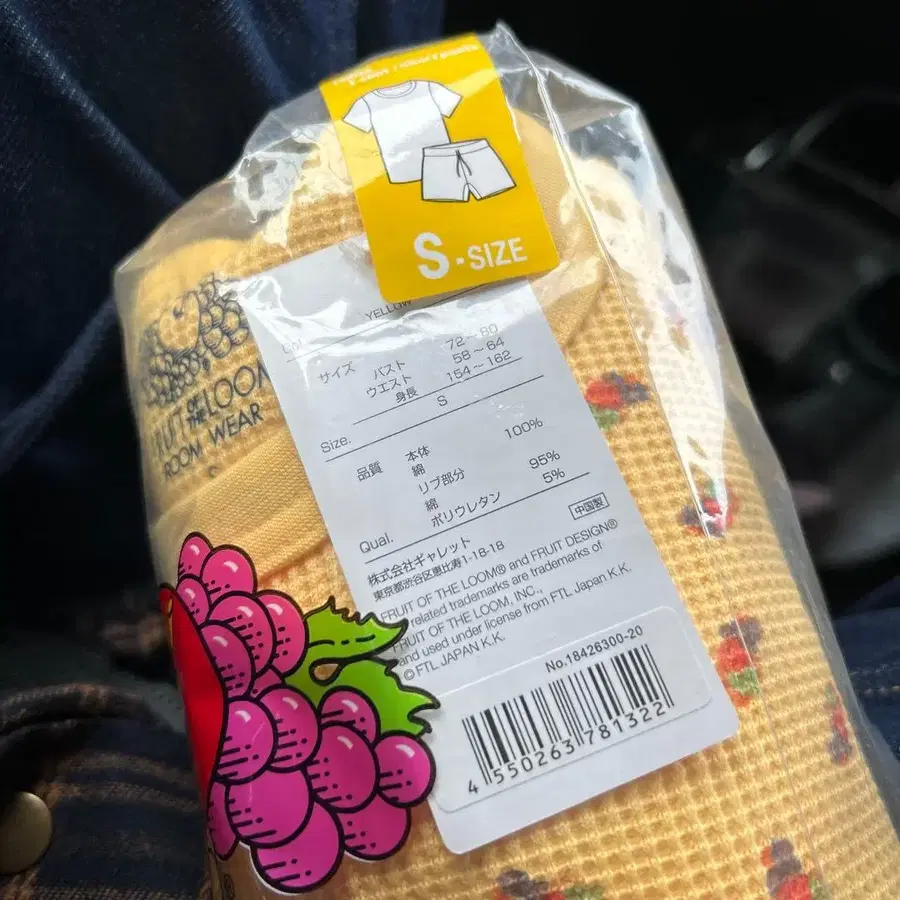 S・SIZE
YELLOW
サイズ バスト 72～80
ウエスト 58～64
身長 154～162
Size. S
品質 本体
綿 100%
リブ部分
綿 95%
ポリウレタン 5%
Qual. 中国製
株式会社ギャレット
東京都渋谷区恵比寿1-18-18
FRUIT OF THE LOOM® and FRUIT DESIGN®
related trademarks are trademarks of
FRUIT OF THE LOOM, INC.,
and used under license from FTL Japan K.K.
© FTL JAPAN K.K.
No.18426300-20
4 550263 781322
FRUIT OF THE LOOM
ROOM WEAR
S